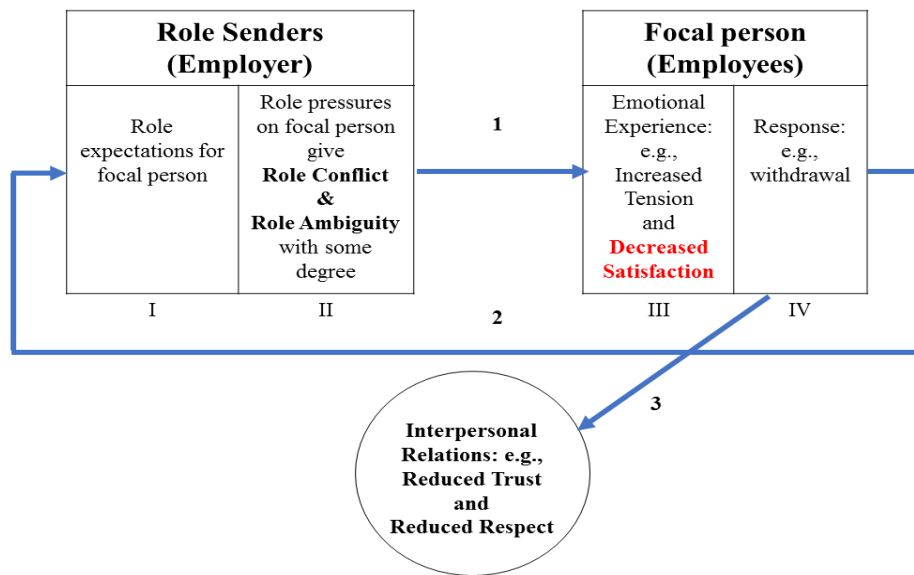 Role Senders
(Employer)
Role
expectations for
focal person
Role pressures
on focal person
give
Role Conflict
&
Role Ambiguity
with some
degree
I
II
1
Focal person
(Employees)
Emotional
Experience:
e.g.,
Increased
Tension
and
Decreased
Satisfaction
Response:
e.g.,
withdrawal
III
IV
2
3
Interpersonal
Relations: e.g.,
Reduced Trust
and
Reduced Respect